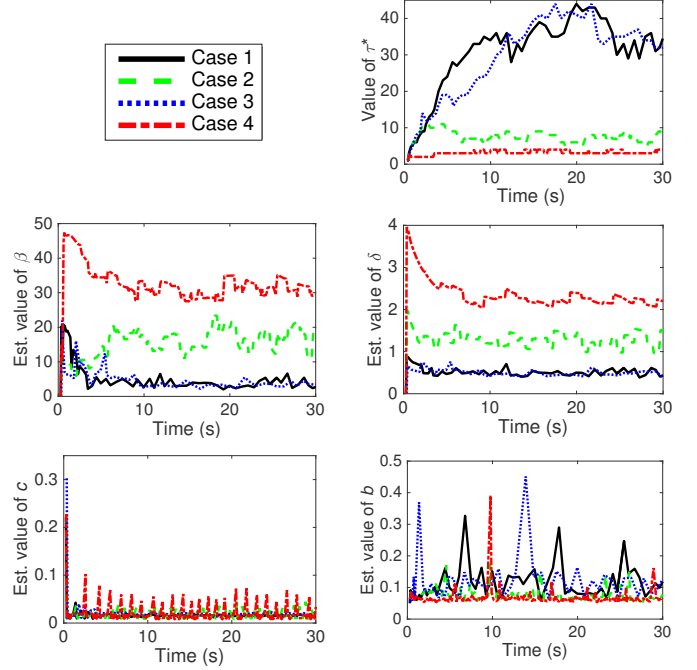 Case 1
Case 2
Case 3
Case 4
Value of τ*
40
30
20
10
0
0 10 20 30
Time (s)
Est. value of β
50
40
30
20
10
0
0 10 20 30
Time (s)
Est. value of δ
4
3
2
1
0
0 10 20 30
Time (s)
Est. value of c
0.3
0.2
0.1
0
0 10 20 30
Time (s)
Est. value of b
0.5
0.4
0.3
0.2
0.1
0
0 10 20 30
Time (s)